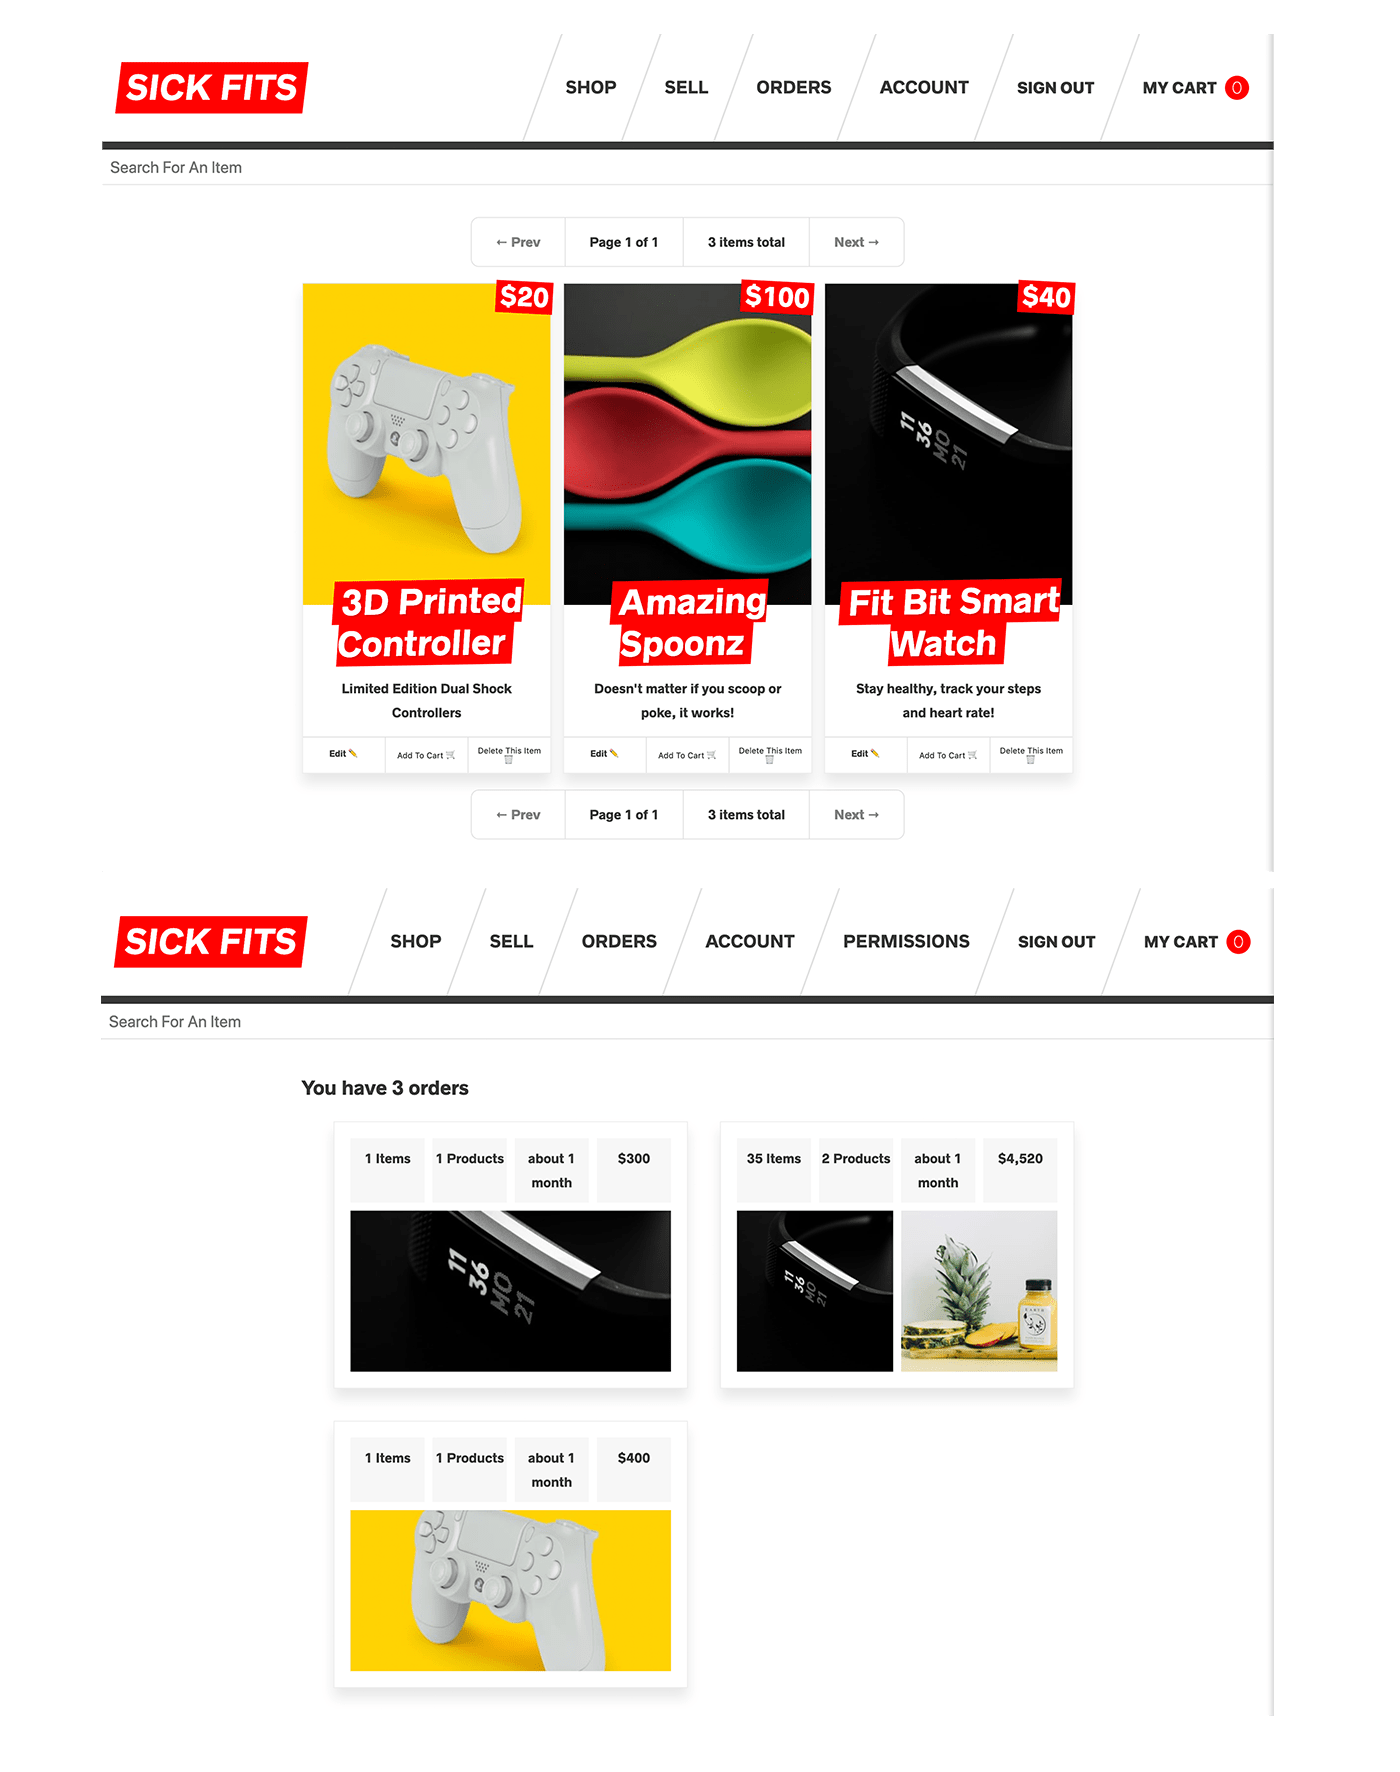 SICK FITS
SHOP
SELL
ORDERS
ACCOUNT
SIGN OUT
MY CART 0
Search For An Item
← Prev
Page 1 of 1
3 items total
Next →
$20
$100
$40
11
36
MO
21
3D Printed
Controller
Amazing
Spoonz
Fit Bit Smart
Watch
Limited Edition Dual Shock
Controllers
Doesn't matter if you scoop or
poke, it works!
Stay healthy, track your steps
and heart rate!
Edit ✏️
Add To Cart 🛒
Delete This Item
🗑
Edit ✏️
Add To Cart 🛒
Delete This Item
🗑
Edit ✏️
Add To Cart 🛒
Delete This Item
🗑
← Prev
Page 1 of 1
3 items total
Next →
SICK FITS
SHOP
SELL
ORDERS
ACCOUNT
PERMISSIONS
SIGN OUT
MY CART 0
Search For An Item
You have 3 orders
1 Items
1 Products
about 1
month
$300
11
36
MO
21
35 Items
2 Products
about 1
month
$4,520
11
36
MO
21
1 Items
1 Products
about 1
month
$400